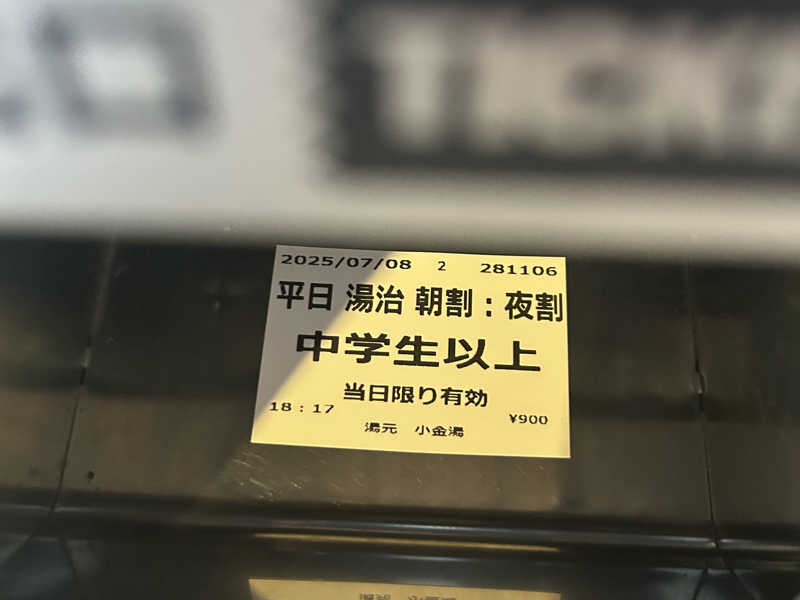 2025/07/08 2 281106
平日 湯治 朝割:夜割
中学生以上
当日限り有効
18:17 ¥900
湯元 小金湯